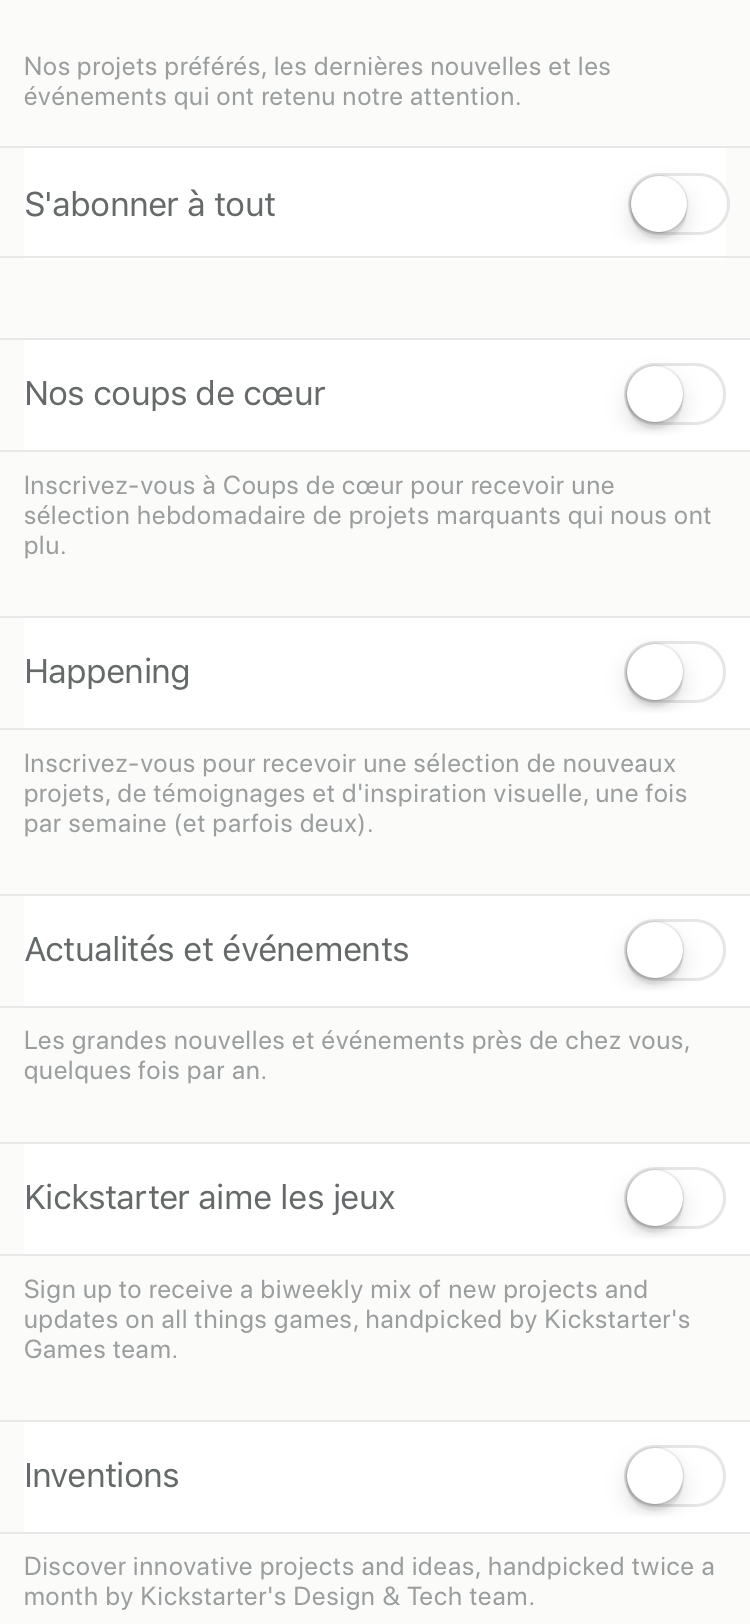 Nos projets préférés, les dernières nouvelles et les
événements qui ont retenu notre attention.
S'abonner à tout
Nos coups de cœur
Inscrivez-vous à Coups de cœur pour recevoir une
sélection hebdomadaire de projets marquants qui nous ont
plu.
Happening
Inscrivez-vous pour recevoir une sélection de nouveaux
projets, de témoignages et d'inspiration visuelle, une fois
par semaine (et parfois deux).
Actualités et événements
Les grandes nouvelles et événements près de chez vous,
quelques fois par an.
Kickstarter aime les jeux
Sign up to receive a biweekly mix of new projects and
updates on all things games, handpicked by Kickstarter's
Games team.
Inventions
Discover innovative projects and ideas, handpicked twice a
month by Kickstarter's Design & Tech team.